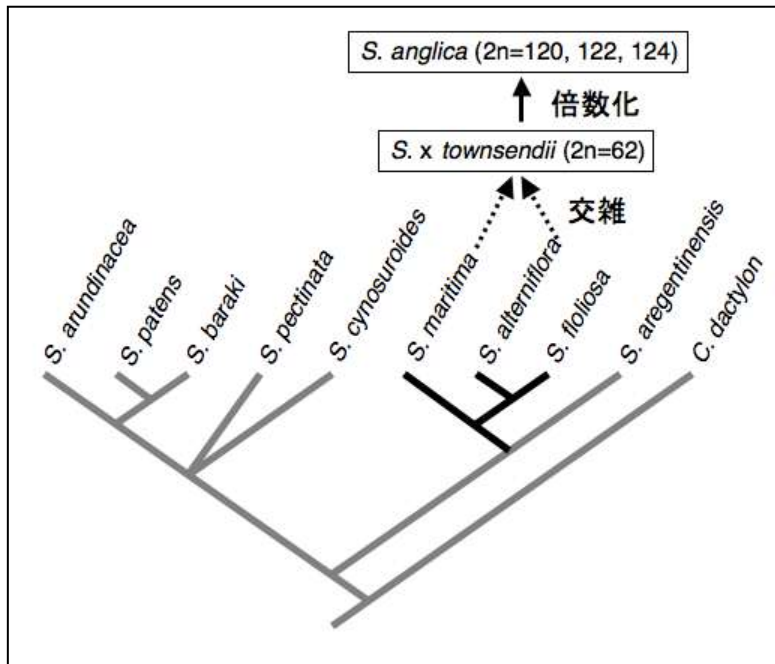 S. anglica (2n=120, 122, 124)
倍数化
S. x townsendii (2n=62)
交雑
S. arundinacea
S. patens
S. baraki
S. pectinata
S. cynosuroides
S. maritima
S. alterniflora
S. floliosa
S. aregentinensis
C. dactylon